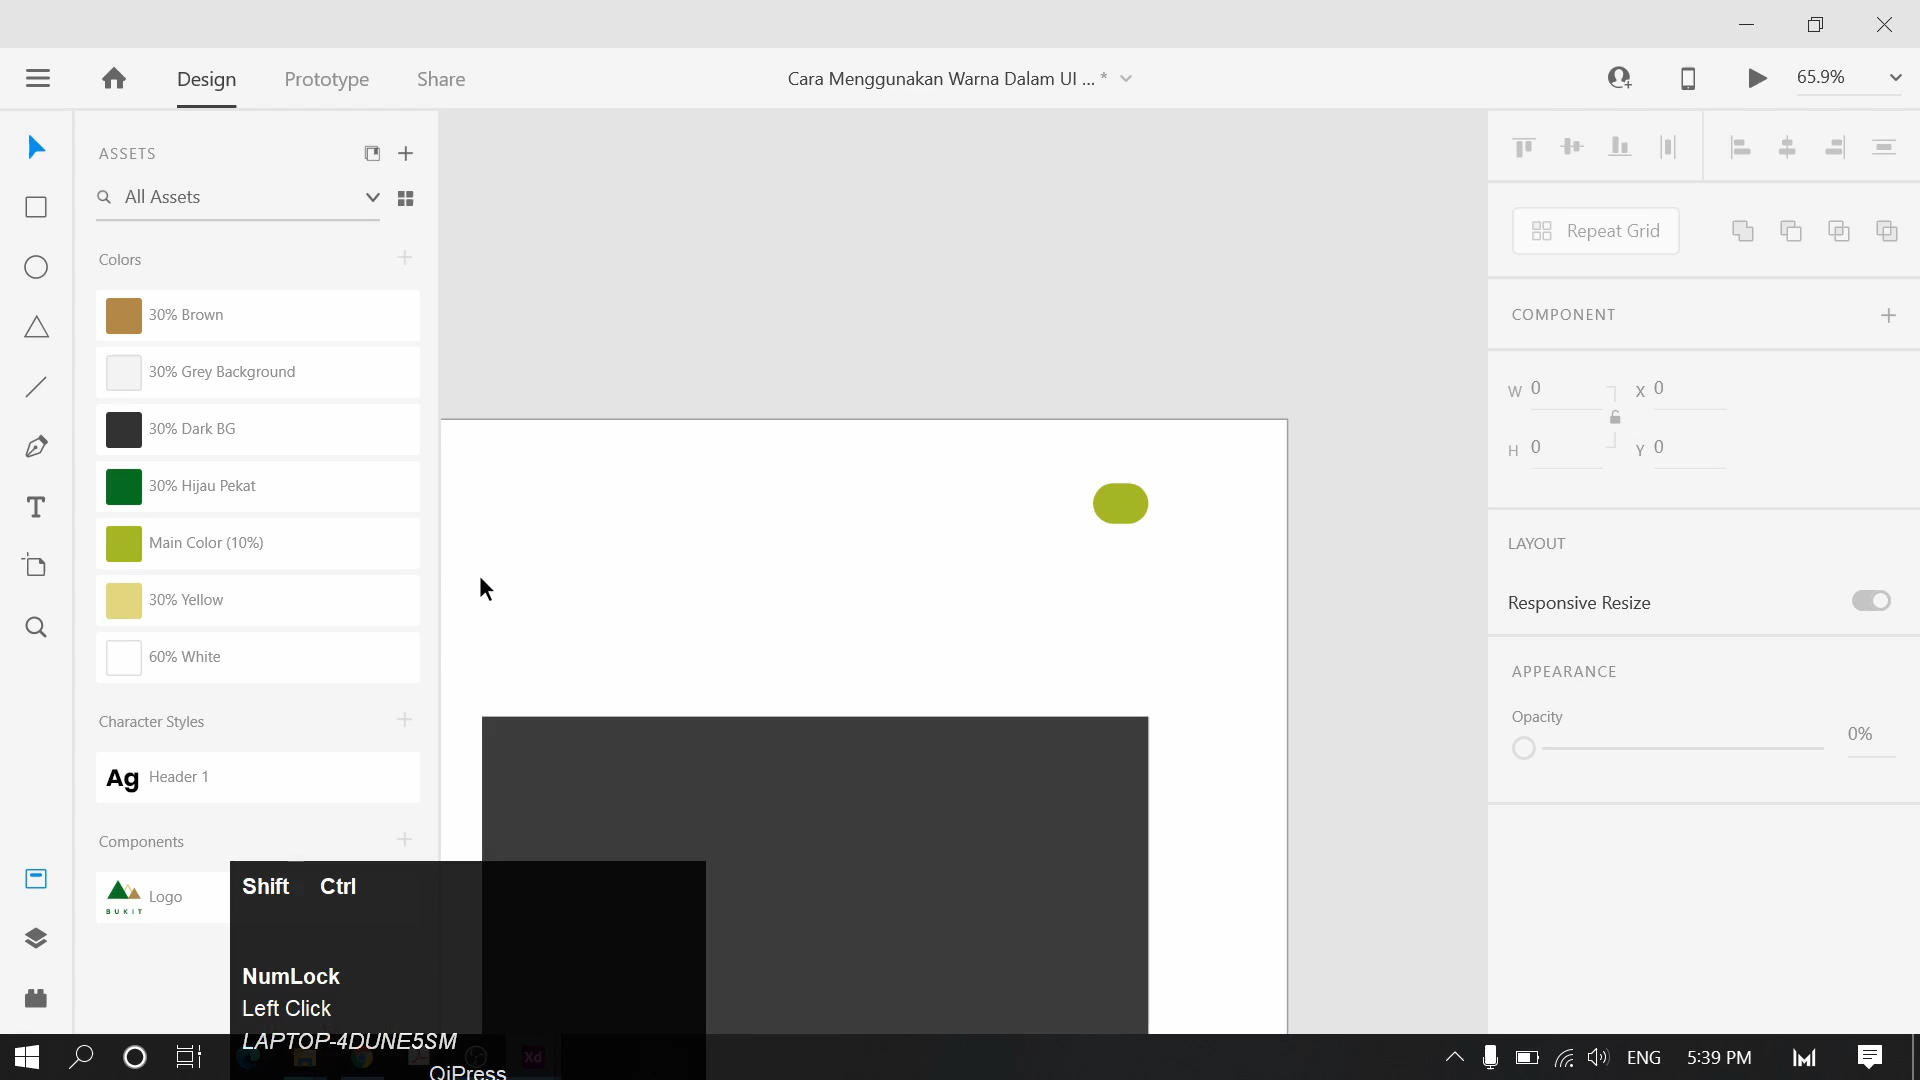 Design
Prototype
Share
Cara Menggunakan Warna Dalam UI ... *
65.9%
ASSETS
All Assets
Colors
30% Brown
30% Grey Background
30% Dark BG
30% Hijau Pekat
Main Color (10%)
30% Yellow
60% White
Character Styles
Ag Header 1
Components
BUKIT
Logo
Shift Ctrl
NumLock
Left Click
LAPTOP-4DUNE5SM
QiPress
Xd
T
Repeat Grid
COMPONENT
W 0
X 0
H 0
Y 0
LAYOUT
Responsive Resize
APPEARANCE
Opacity
0%
ENG
5:39 PM